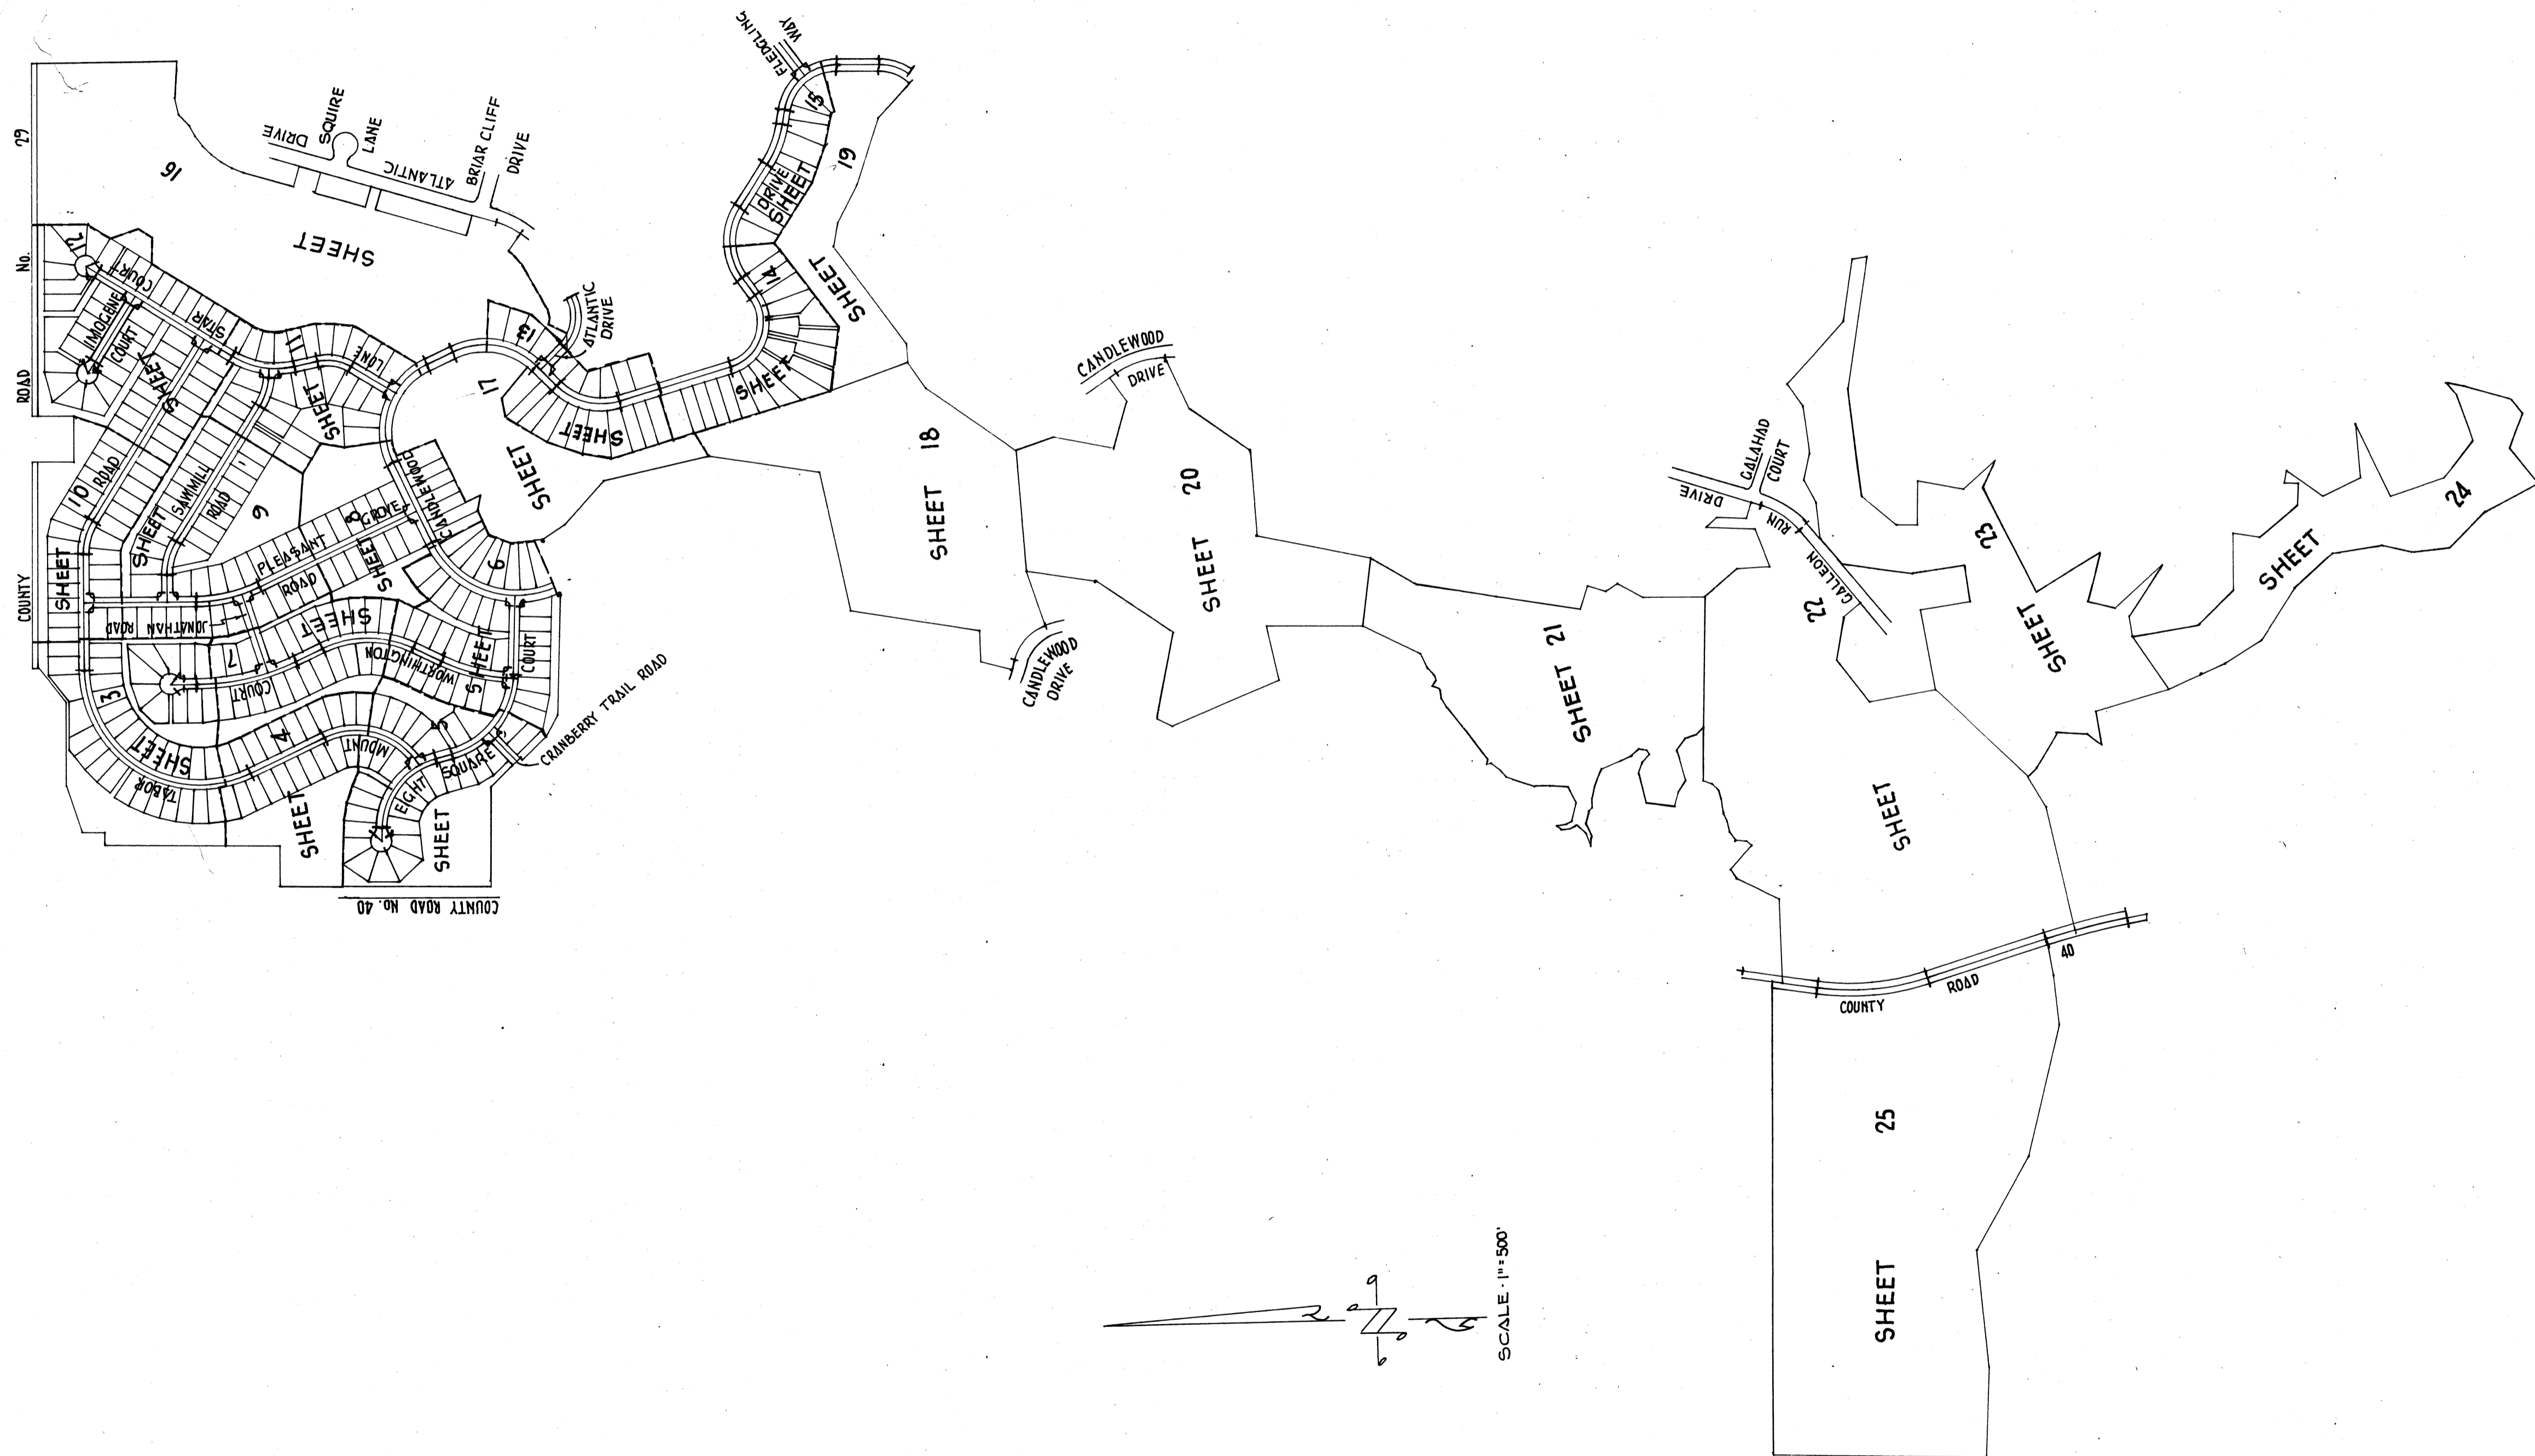 FLEDGLING
WAY
COUNTY ROAD No. 29
16
SHEET
DRIVE
SQUIRE
LANE
ATLANTIC
BRIAR CLIFF
DRIVE
15
SHEET
DRIVE
19
SHEET
14
SHEET
12
COURT
IMOGENE
COURT
STAR
LONE
11
SHEET
SHEET
9
13
ATLANTIC
DRIVE
17
SHEET
SHEET
10
ROAD
SHEET
SHEET
SAWMILL
ROAD
9
CANDLEWOOD
PLEASANT
GROVE
8
ROAD
SHEET
6
SHEET
JONATHAN
ROAD
7
SHEET
WORTHINGTON
COURT
5
COURT
3
SHEET
TABOR
4
SHEET
MOUNT
EIGHT
SQUARE
SHEET
CRANBERRY TRAIL ROAD
COUNTY ROAD No. 40
SHEET 18
CANDLEWOOD
DRIVE
CANDLEWOOD
DRIVE
SHEET 20
SHEET 21
GALAHAD
COURT
DRIVE
RUN
GALLEON
22
SHEET
23
SHEET
SHEET 24
COUNTY ROAD 40
SHEET 25
SCALE - 1" = 500'